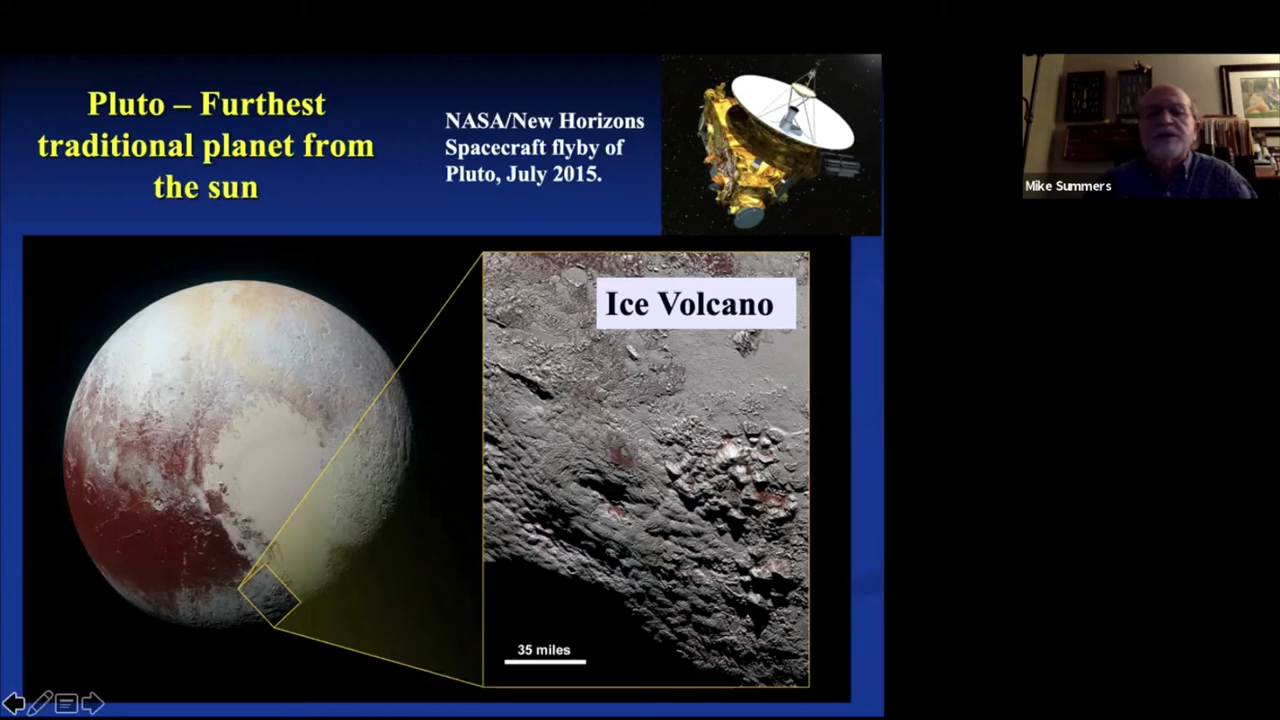 Pluto – Furthest
traditional planet from
the sun
NASA/New Horizons
Spacecraft flyby of
Pluto, July 2015.
Ice Volcano
35 miles
Mike Summers